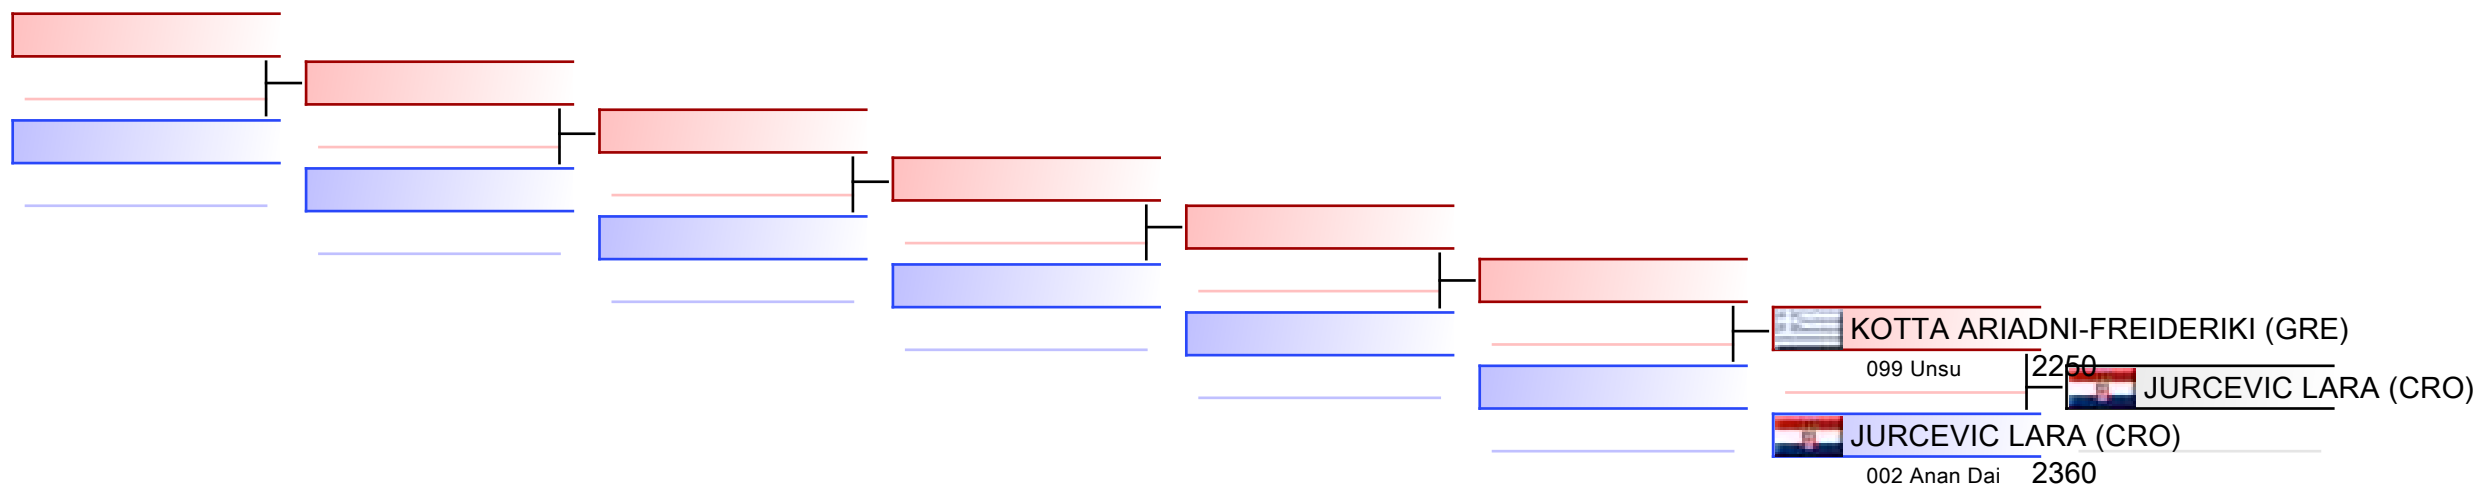 KOTTA ARIADNI-FREIDERIKI (GRE)
099 Unsu 2250
JURCEVIC LARA (CRO)
JURCEVIC LARA (CRO)
002 Anan Dai 2360